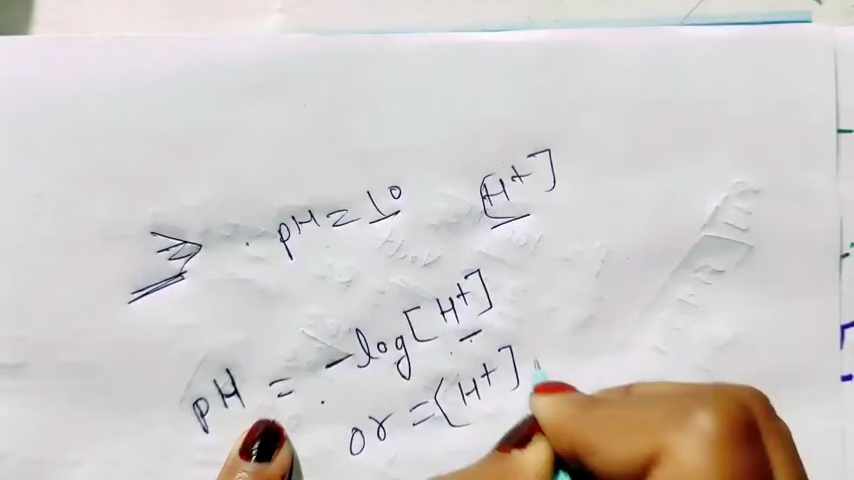 pH = 10 [H+]
pH = -log[H+]
or = [H+]